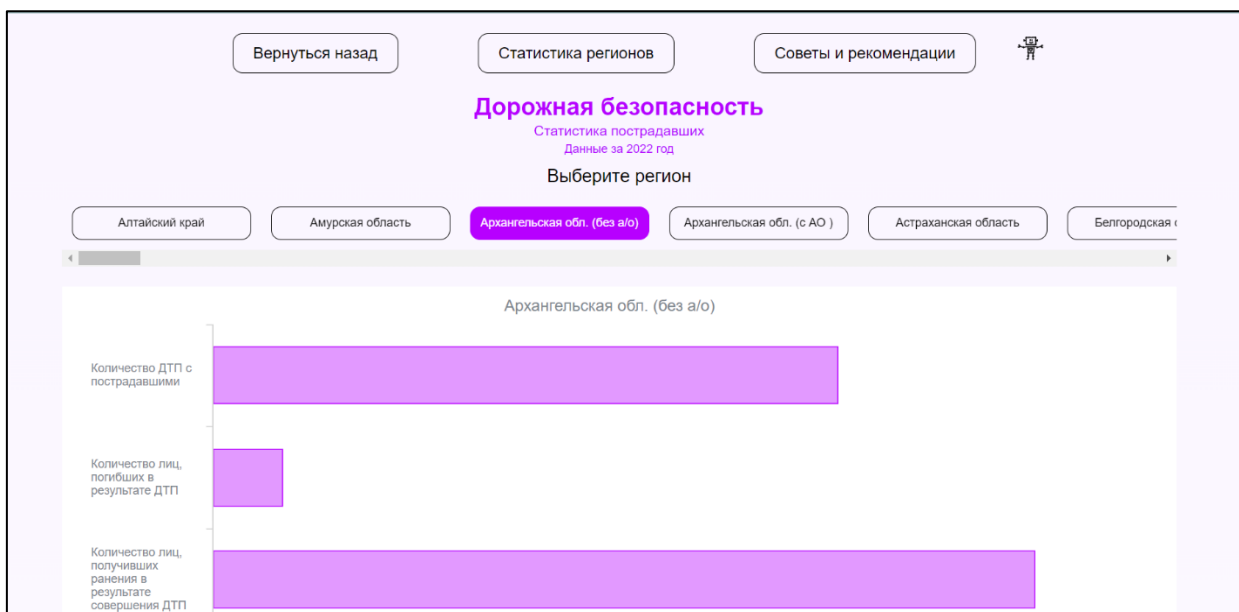 Вернуться назад
Статистика регионов
Советы и рекомендации
Дорожная безопасность
Статистика пострадавших
Данные за 2022 год
Выберите регион
Алтайский край
Амурская область
Архангельская обл. (без а/о)
Архангельская обл. (с АО )
Астраханская область
Белгородская
Архангельская обл. (без а/о)
Количество ДТП с
пострадавшими
Количество лиц,
погибших в
результате ДТП
Количество лиц,
получивших
ранения в
результате
совершения ДТП